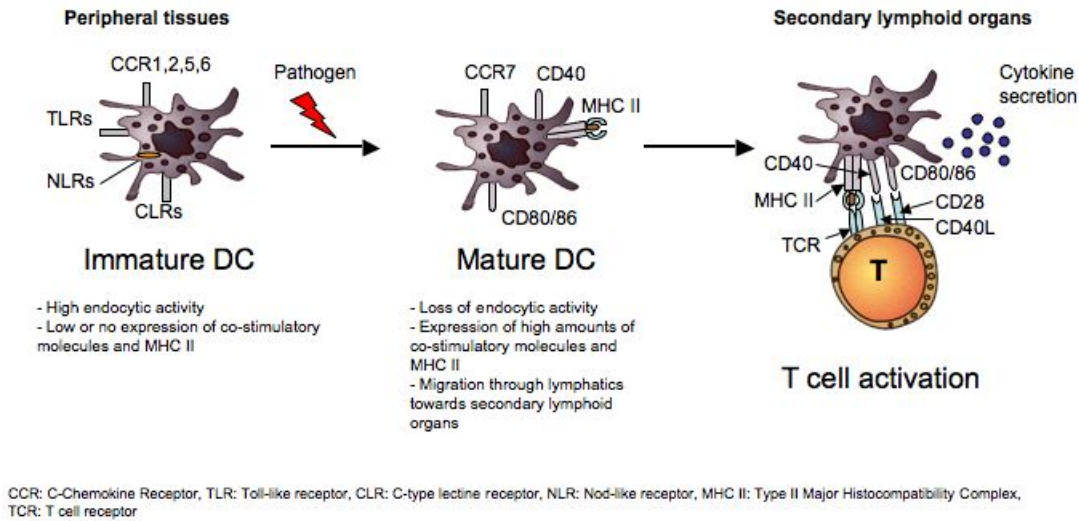 Peripheral tissues
Secondary lymphoid organs
CCR1,2,5,6
TLRs
NLRs
CLRs
Pathogen
CCR7
CD40
MHC II
CD80/86
Cytokine
secretion
CD40
CD80/86
MHC II
CD28
CD40L
TCR
T
Immature DC
- High endocytic activity
- Low or no expression of co-stimulatory
molecules and MHC II
Mature DC
- Loss of endocytic activity
- Expression of high amounts of
co-stimulatory molecules and
MHC II
- Migration through lymphatics
towards secondary lymphoid
organs
T cell activation
CCR: C-Chemokine Receptor, TLR: Toll-like receptor, CLR: C-type lectine receptor, NLR: Nod-like receptor, MHC II: Type II Major Histocompatibility Complex,
TCR: T cell receptor